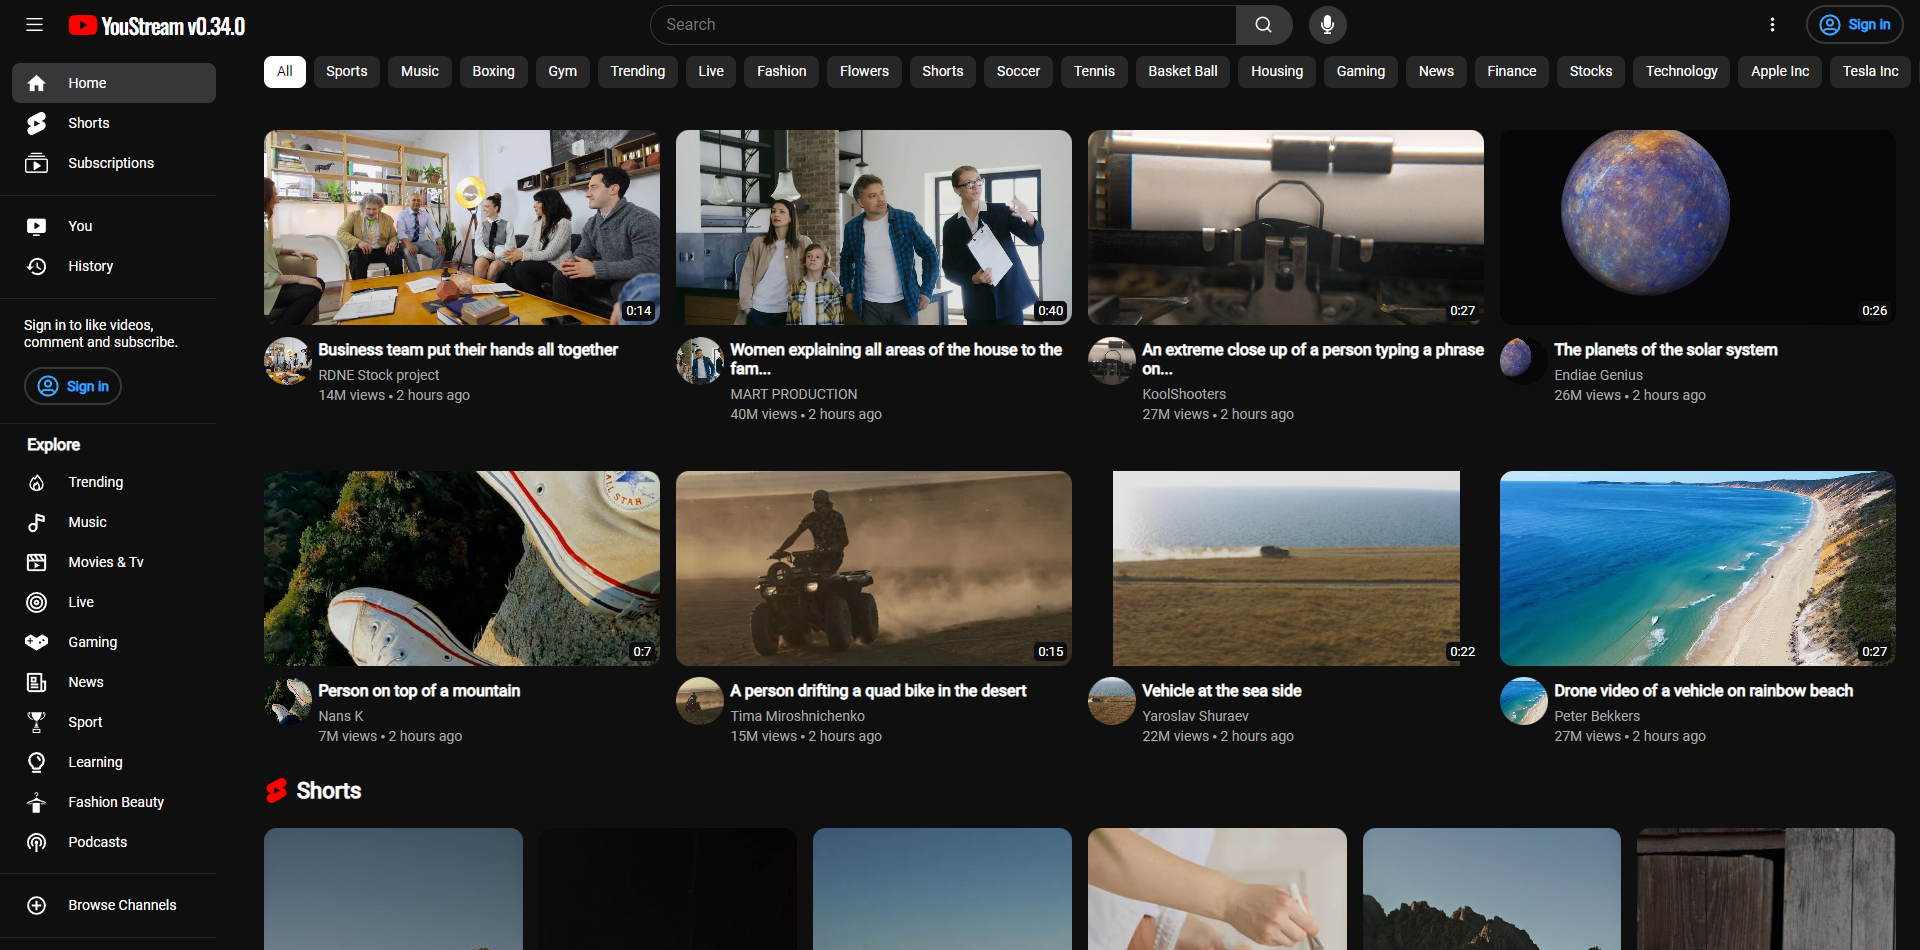 YouStream v0.34.0
Search
Sign in
Home
Shorts
Subscriptions
You
History
Sign in to like videos,
comment and subscribe.
Sign in
Explore
Trending
Music
Movies & Tv
Live
Gaming
News
Sport
Learning
Fashion Beauty
Podcasts
Browse Channels
All Sports Music Boxing Gym Trending Live Fashion Flowers Shorts Soccer Tennis Basket Ball Housing Gaming News Finance Stocks Technology Apple Inc Tesla Inc
0:14
Business team put their hands all together
RDNE Stock project
14M views • 2 hours ago
0:40
Women explaining all areas of the house to the
fam...
MART PRODUCTION
40M views • 2 hours ago
0:27
An extreme close up of a person typing a phrase
on...
KoolShooters
27M views • 2 hours ago
0:26
The planets of the solar system
Endiae Genius
26M views • 2 hours ago
ALL STAR
0:7
Person on top of a mountain
Nans K
7M views • 2 hours ago
0:15
A person drifting a quad bike in the desert
Tima Miroshnichenko
15M views • 2 hours ago
0:22
Vehicle at the sea side
Yaroslav Shuraev
22M views • 2 hours ago
0:27
Drone video of a vehicle on rainbow beach
Peter Bekkers
27M views • 2 hours ago
Shorts